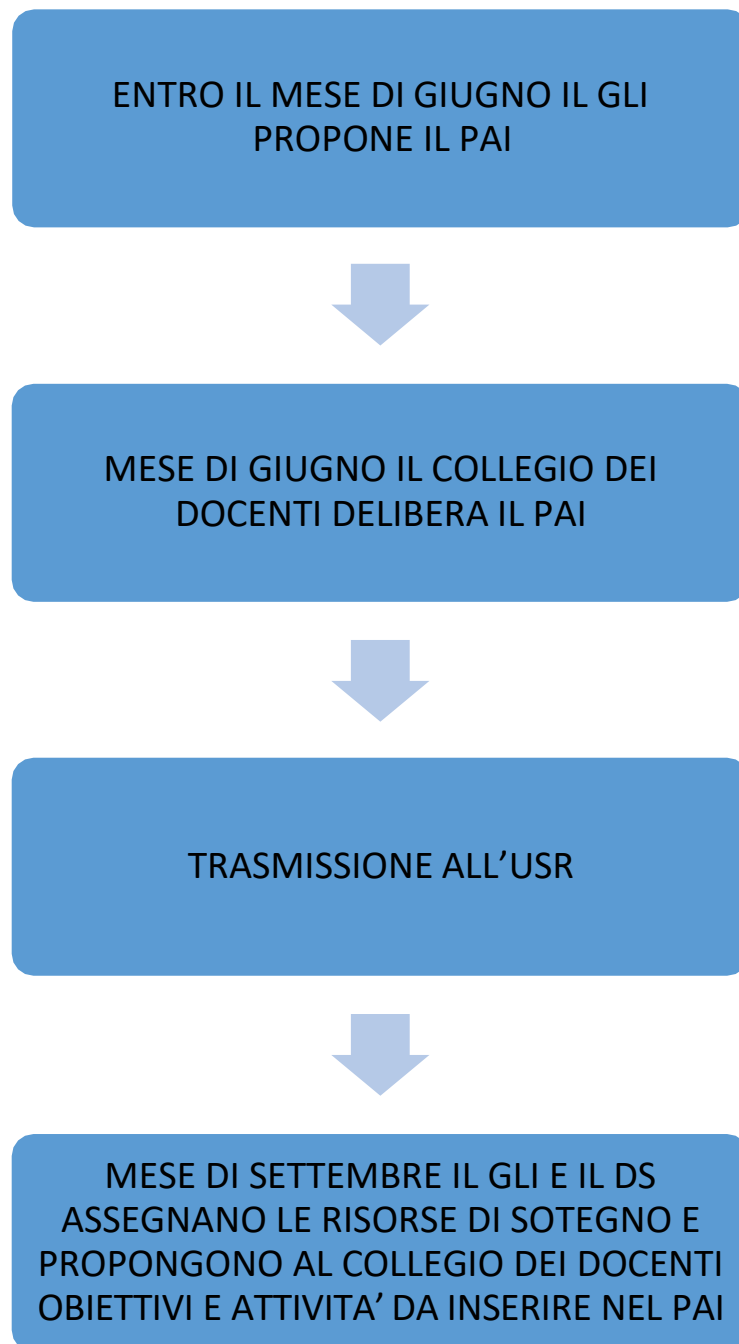 ENTRO IL MESE DI GIUGNO IL GLI
PROPONE IL PAI
MESE DI GIUGNO IL COLLEGIO DEI
DOCENTI DELIBERA IL PAI
TRASMISSIONE ALL’USR
MESE DI SETTEMBRE IL GLI E IL DS
ASSEGNANO LE RISORSE DI SOTEGNO E
PROPONGONO AL COLLEGIO DEI DOCENTI
OBIETTIVI E ATTIVITA’ DA INSERIRE NEL PAI